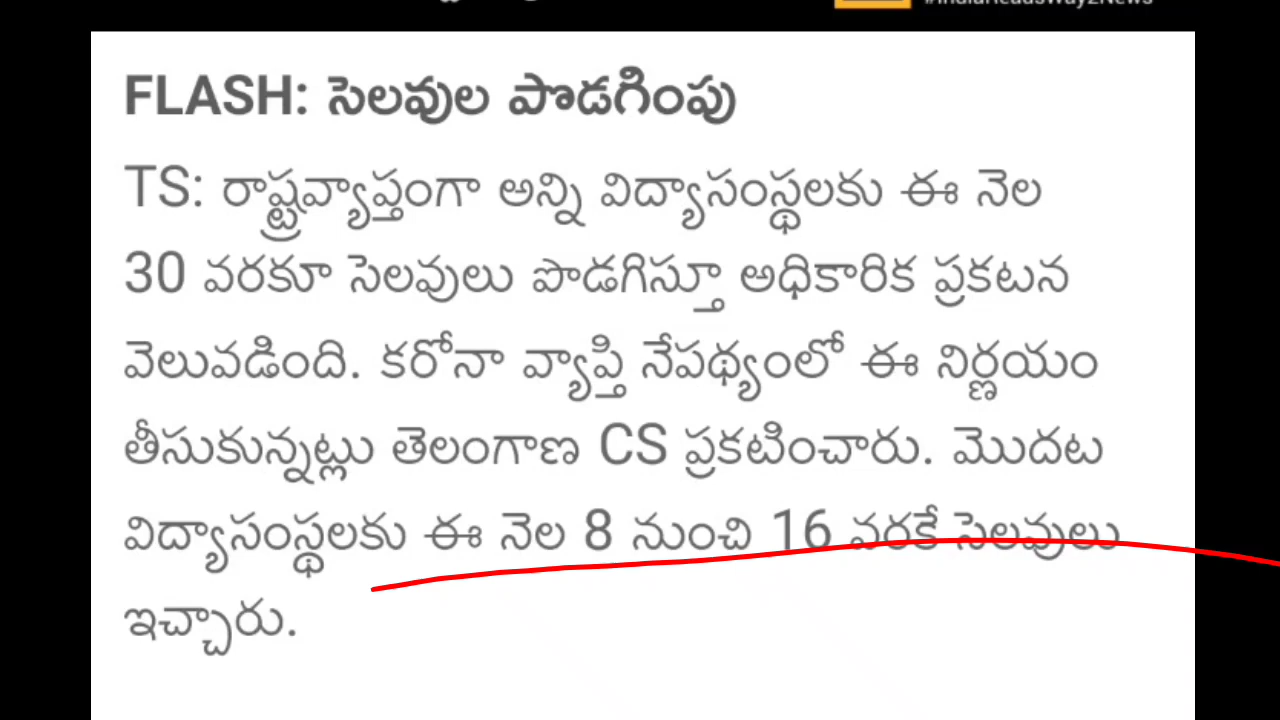 #IndiaReadsWay2News
FLASH: సెలవుల పొడగింపు
TS: రాష్ట్రవ్యాప్తంగా అన్ని విద్యాసంస్థలకు ఈ నెల
30 వరకూ సెలవులు పొడగిస్తూ అధికారిక ప్రకటన
వెలువడింది. కరోనా వ్యాప్తి నేపథ్యంలో ఈ నిర్ణయం
తీసుకున్నట్లు తెలంగాణ CS ప్రకటించారు. మొదట
విద్యాసంస్థలకు ఈ నెల 8 నుంచి 16 వరకే సెలవులు
ఇచ్చారు.